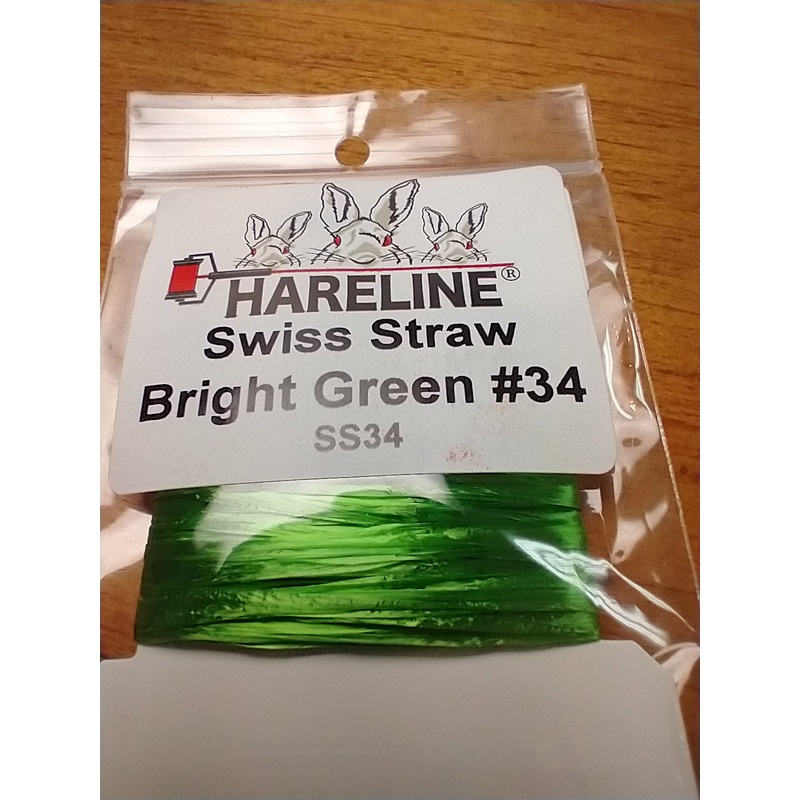 HARELINE®
Swiss Straw
Bright Green #34
SS34